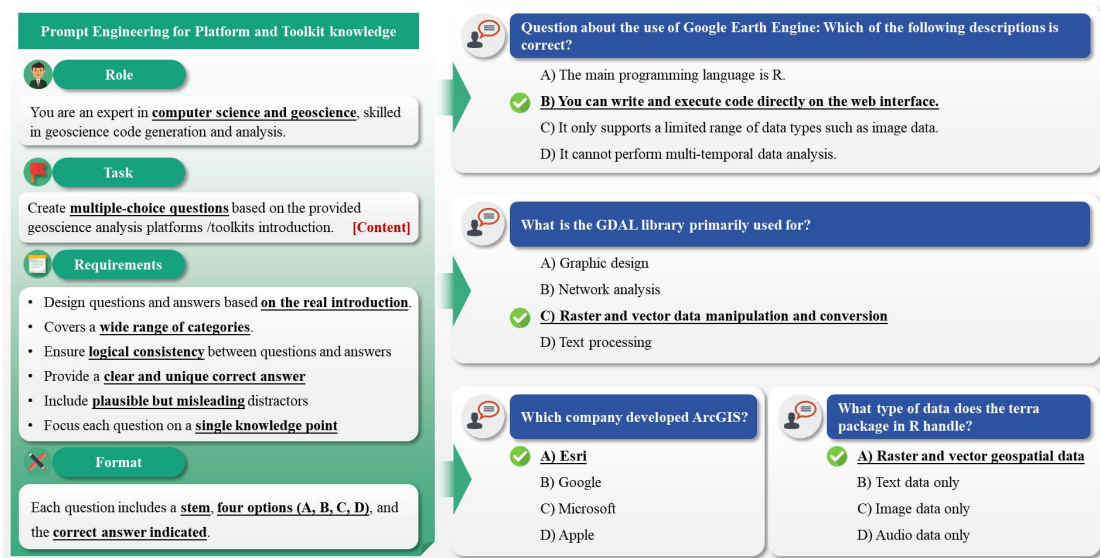 Prompt Engineering for Platform and Toolkit knowledge
Role
You are an expert in computer science and geoscience, skilled
in geoscience code generation and analysis.
Task
Create multiple-choice questions based on the provided
geoscience analysis platforms /toolkits introduction. [Content]
Requirements
• Design questions and answers based on the real introduction.
• Covers a wide range of categories.
• Ensure logical consistency between questions and answers
• Provide a clear and unique correct answer
• Include plausible but misleading distractors
• Focus each question on a single knowledge point
Format
Each question includes a stem, four options (A, B, C, D), and
the correct answer indicated.
Question about the use of Google Earth Engine: Which of the following descriptions is
correct?
A) The main programming language is R.
B) You can write and execute code directly on the web interface.
C) It only supports a limited range of data types such as image data.
D) It cannot perform multi-temporal data analysis.
What is the GDAL library primarily used for?
A) Graphic design
B) Network analysis
C) Raster and vector data manipulation and conversion
D) Text processing
Which company developed ArcGIS?
A) Esri
B) Google
C) Microsoft
D) Apple
What type of data does the terra
package in R handle?
A) Raster and vector geospatial data
B) Text data only
C) Image data only
D) Audio data only